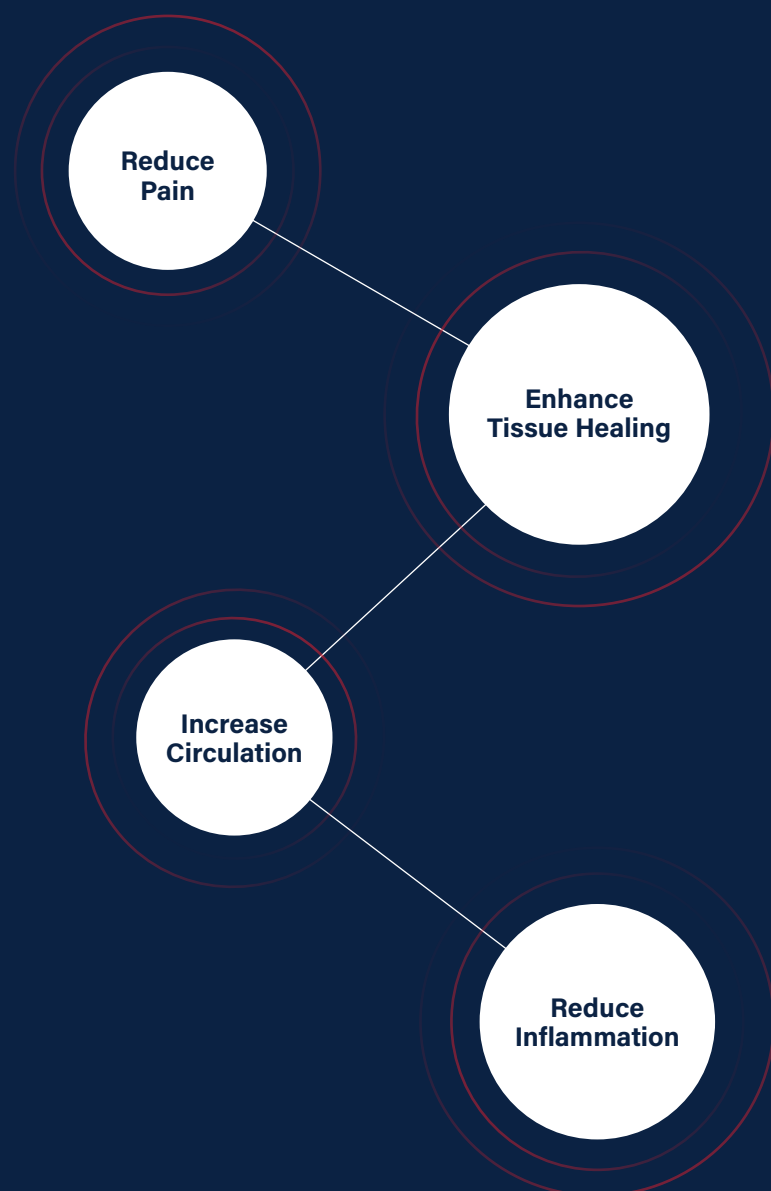 Reduce
Pain
Enhance
Tissue Healing
Increase
Circulation
Reduce
Inflammation